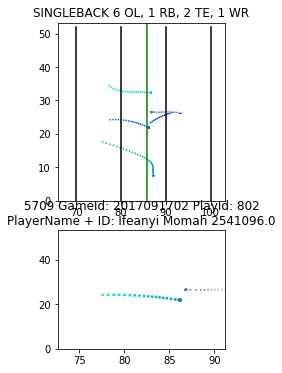 SINGLEBACK 6 OL, 1 RB, 2 TE, 1 WR
50
40
30
20
10
0
70 80 90 100
5709 GameId: 2017091702 PlayId: 802
PlayerName + ID: Ifeanyi Momah 2541096.0
40
20
0
75 80 85 90